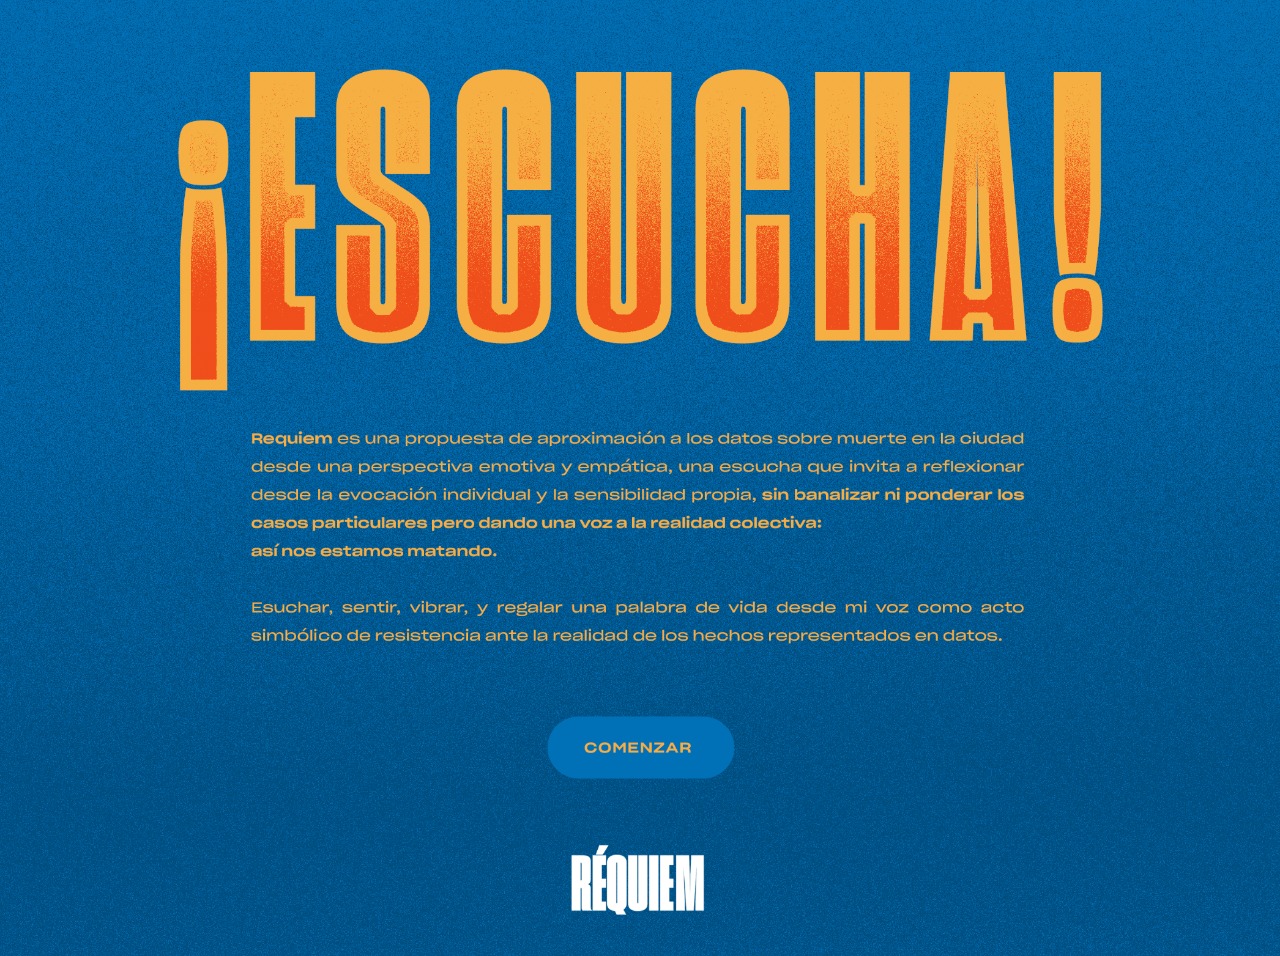 ¡ESCUCHA!
Requiem es una propuesta de aproximación a los datos sobre muerte en la ciudad
desde una perspectiva emotiva y empática, una escucha que invita a reflexionar
desde la evocación individual y la sensibilidad propia, sin banalizar ni ponderar los
casos particulares pero dando una voz a la realidad colectiva:
así nos estamos matando.
Esuchar, sentir, vibrar, y regalar una palabra de vida desde mi voz como acto
simbólico de resistencia ante la realidad de los hechos representados en datos.
COMENZAR
RÉQUIEM